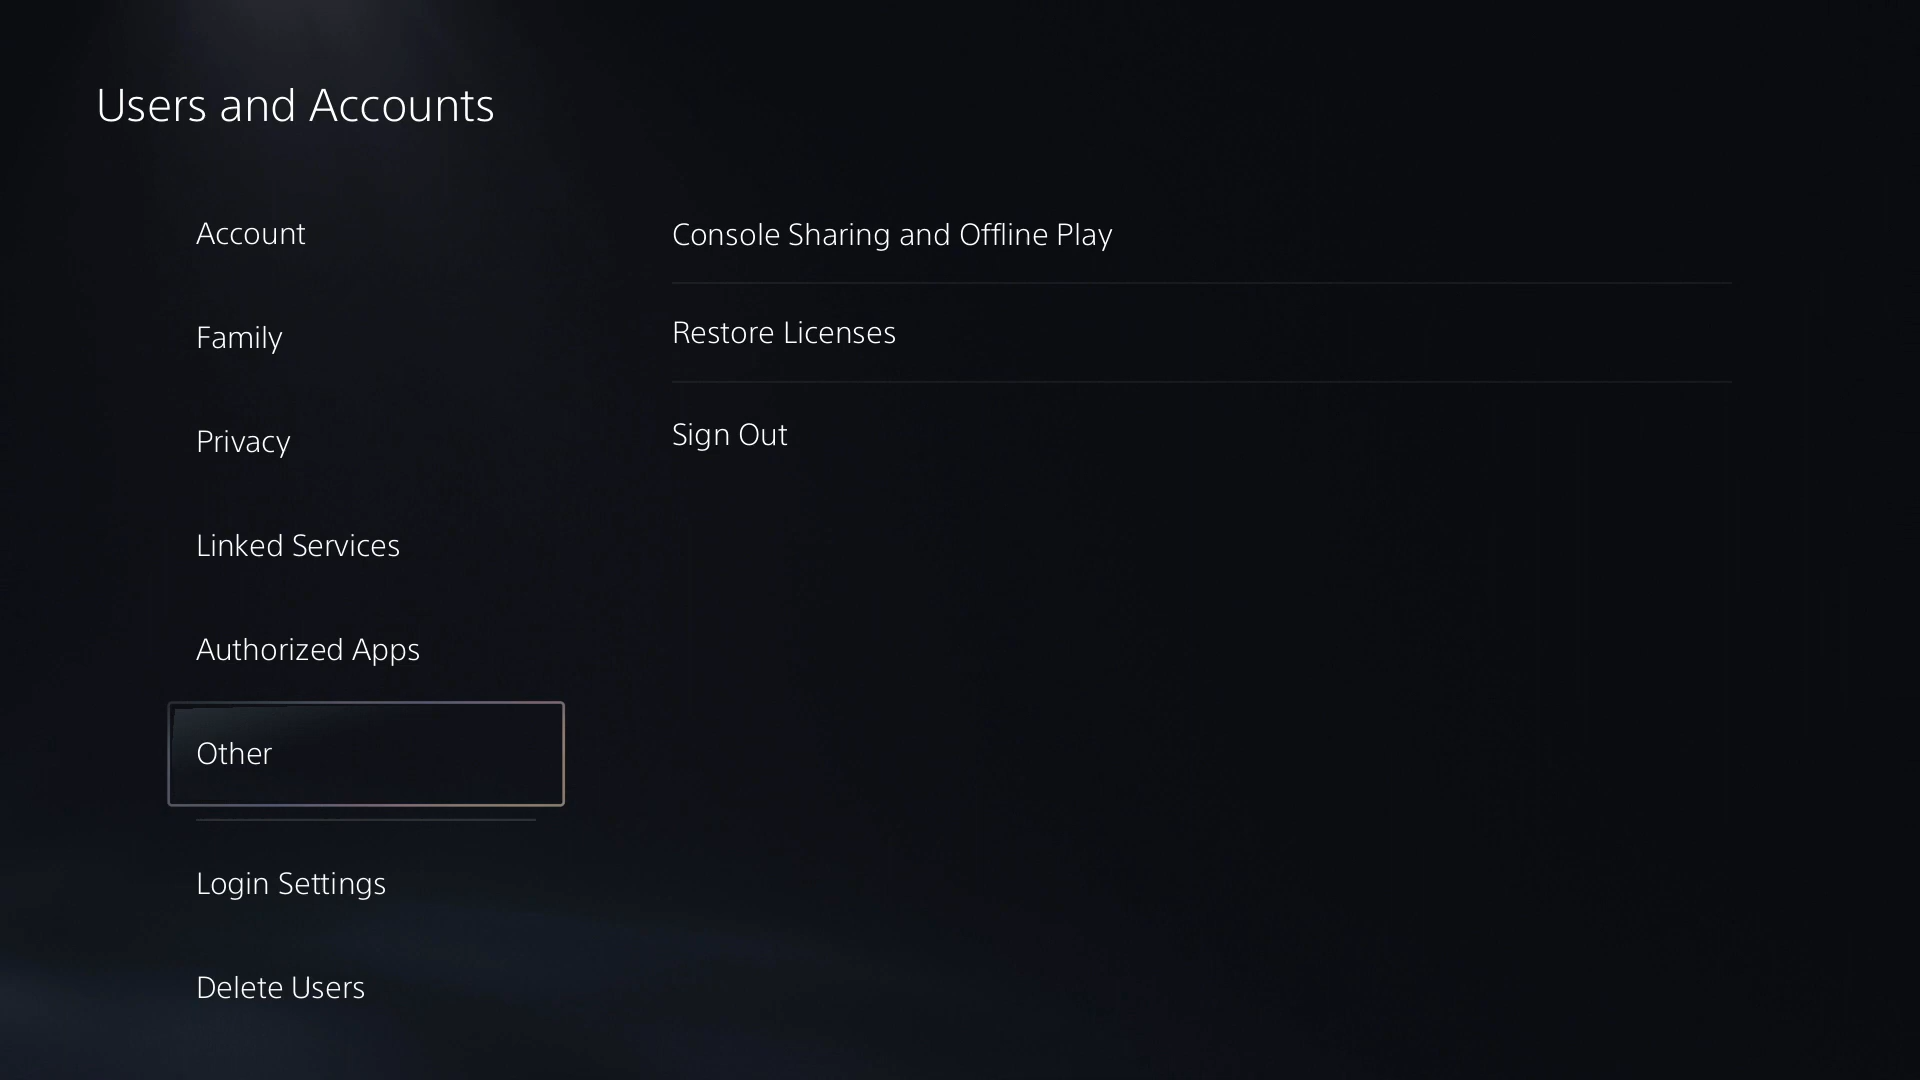 Users and Accounts
Account
Family
Privacy
Linked Services
Authorized Apps
Other
Login Settings
Delete Users
Console Sharing and Offline Play
Restore Licenses
Sign Out